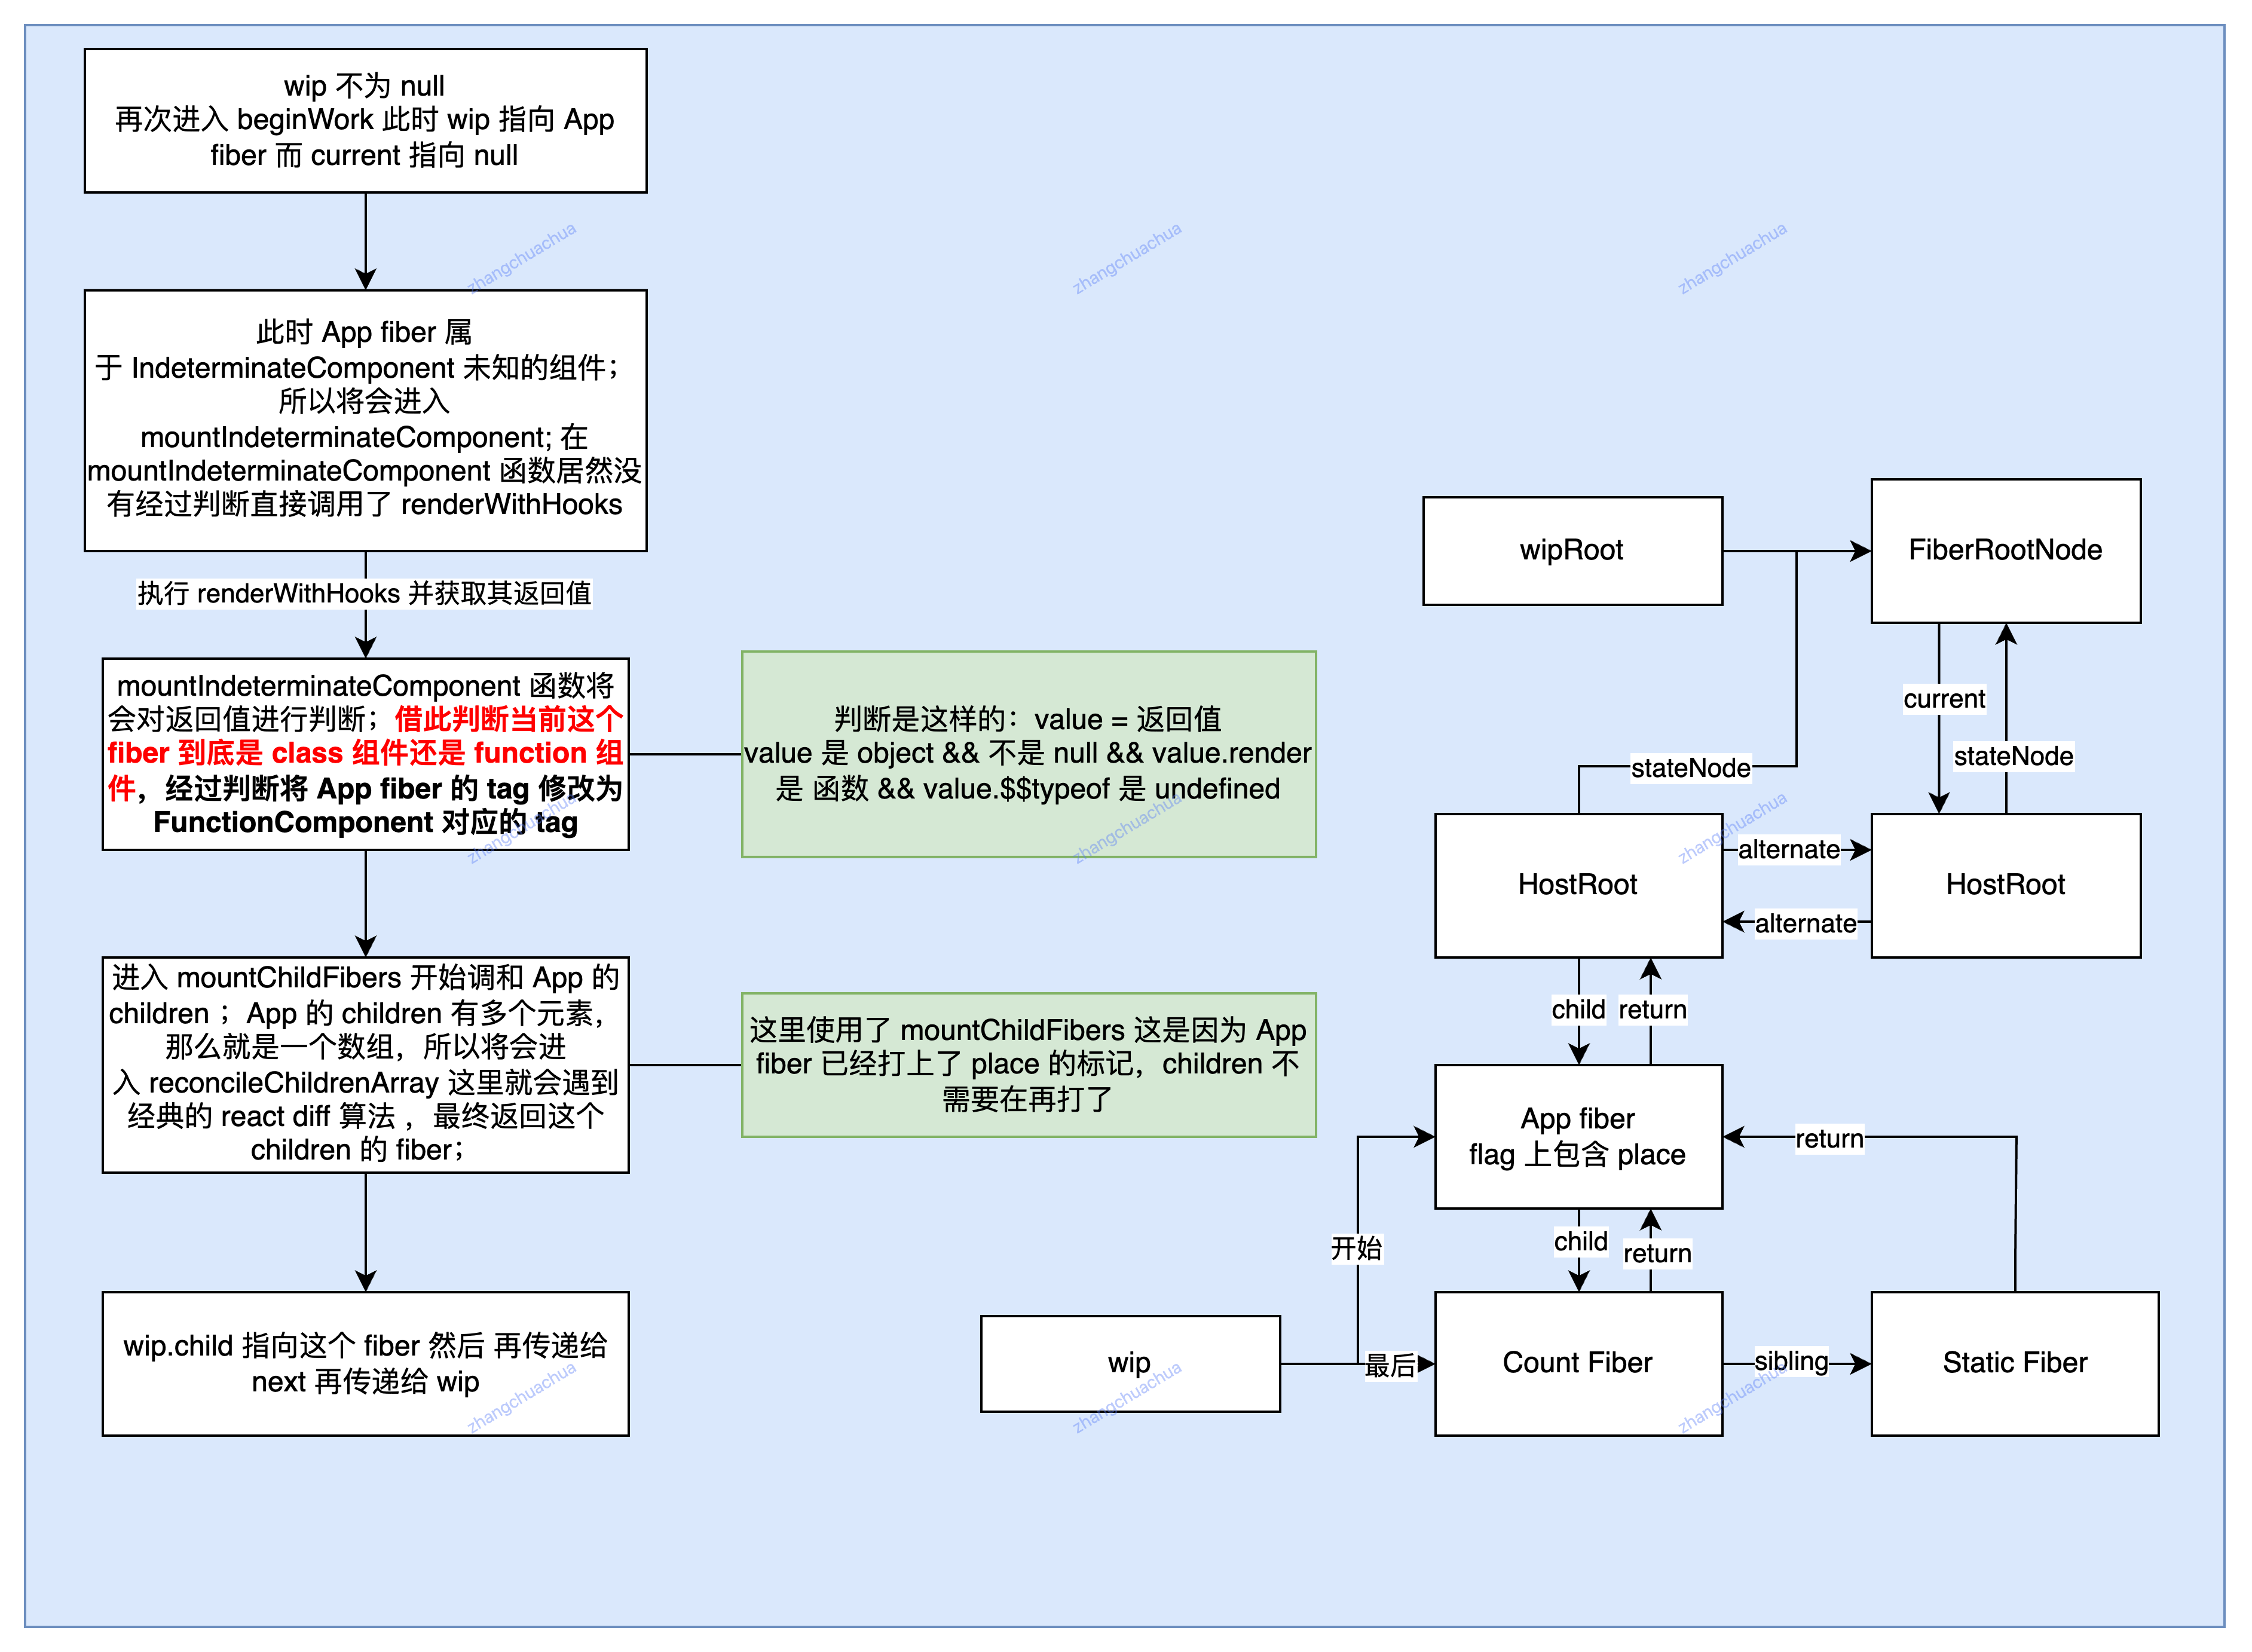 wip 不为 null
再次进入 beginWork 此时 wip 指向 App
fiber 而 current 指向 null
此时 App fiber 属
于 IndeterminateComponent 未知的组件；
所以将会进入
mountIndeterminateComponent; 在
mountIndeterminateComponent 函数居然没
有经过判断直接调用了 renderWithHooks
执行 renderWithHooks 并获取其返回值
mountIndeterminateComponent 函数将
会对返回值进行判断；借此判断当前这个
fiber 到底是 class 组件还是 function 组
件，经过判断将 App fiber 的 tag 修改为
FunctionComponent 对应的 tag
判断是这样的：value = 返回值
value 是 object && 不是 null && value.render
是 函数 && value.$$typeof 是 undefined
进入 mountChildFibers 开始调和 App 的
children ；App 的 children 有多个元素，
那么就是一个数组，所以将会进
入 reconcileChildrenArray 这里就会遇到
经典的 react diff 算法 ，最终返回这个
children 的 fiber；
这里使用了 mountChildFibers 这是因为 App
fiber 已经打上了 place 的标记，children 不
需要在再打了
wip.child 指向这个 fiber 然后 再传递给
next 再传递给 wip
wipRoot
FiberRootNode
current
stateNode
stateNode
HostRoot
alternate
alternate
HostRoot
child
return
App fiber
flag 上包含 place
return
child
return
开始
wip
最后
Count Fiber
sibling
Static Fiber
zhangchuachua
zhangchuachua
zhangchuachua
zhangchuachua
zhangchuachua
zhangchuachua
zhangchuachua
zhangchuachua
zhangchuachua